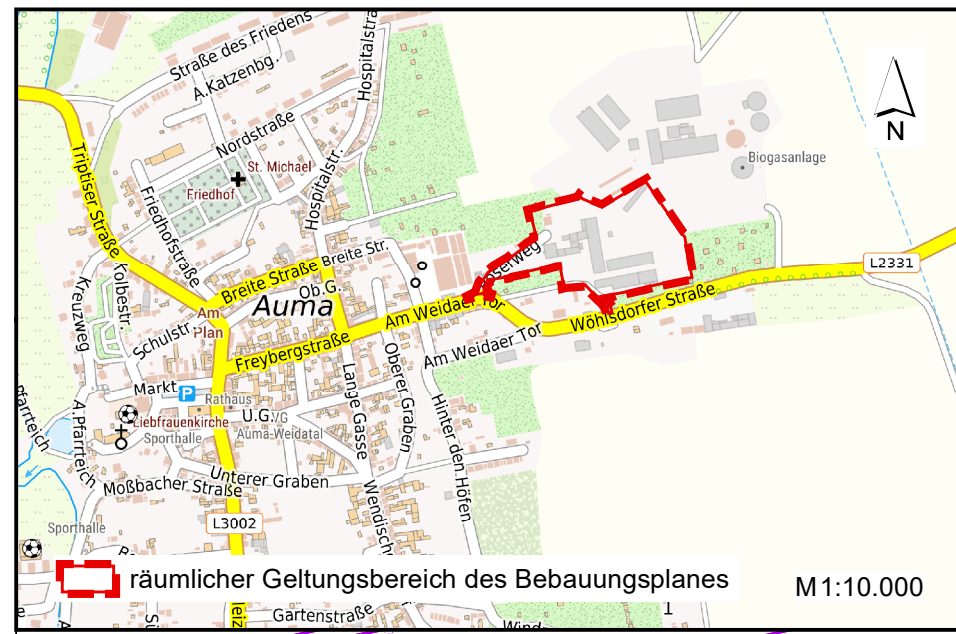 Straße des Friedens
A.Katzenbg.
Hospitalstraße
Nordstraße
St. Michael
Friedhof
Hospitalstr.
Triptiser Straße
Friedhofstraße
N
Biogasanlage
Breite Straße
Breite Str.
Ob.G.
Auma
Am
Plan
Kreuzweg
Kolbestr.
Schulstr.
Am Weidaer Tor
L2331
Wöhlsdorfer Straße
Freybergstraße
Am Weidaer Tor
Markt
P
Rathaus
Lange Gasse
Oberer Graben
Hinter den Höfen
Pfarrteich
A.Pfarrteich
Liebfrauenkirche
U.G.
VG
Auma-Weidatal
Sporthalle
Unterer Graben
Moßbacher Straße
Wendisch
L3002
Sporthalle
räumlicher Geltungsbereich des Bebauungsplanes
M1:10.000
Gartenstraße